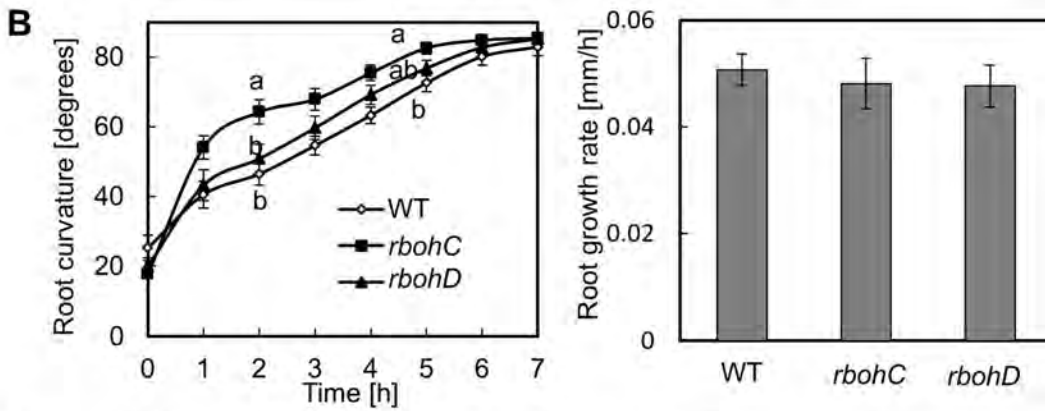 B
Root curvature [degrees]
80
60
40
20
0
a
a
ab
b
b
b
WT
rbohC
rbohD
0 1 2 3 4 5 6 7
Time [h]
Root growth rate [mm/h]
0.06
0.04
0.02
0
WT rbohC rbohD